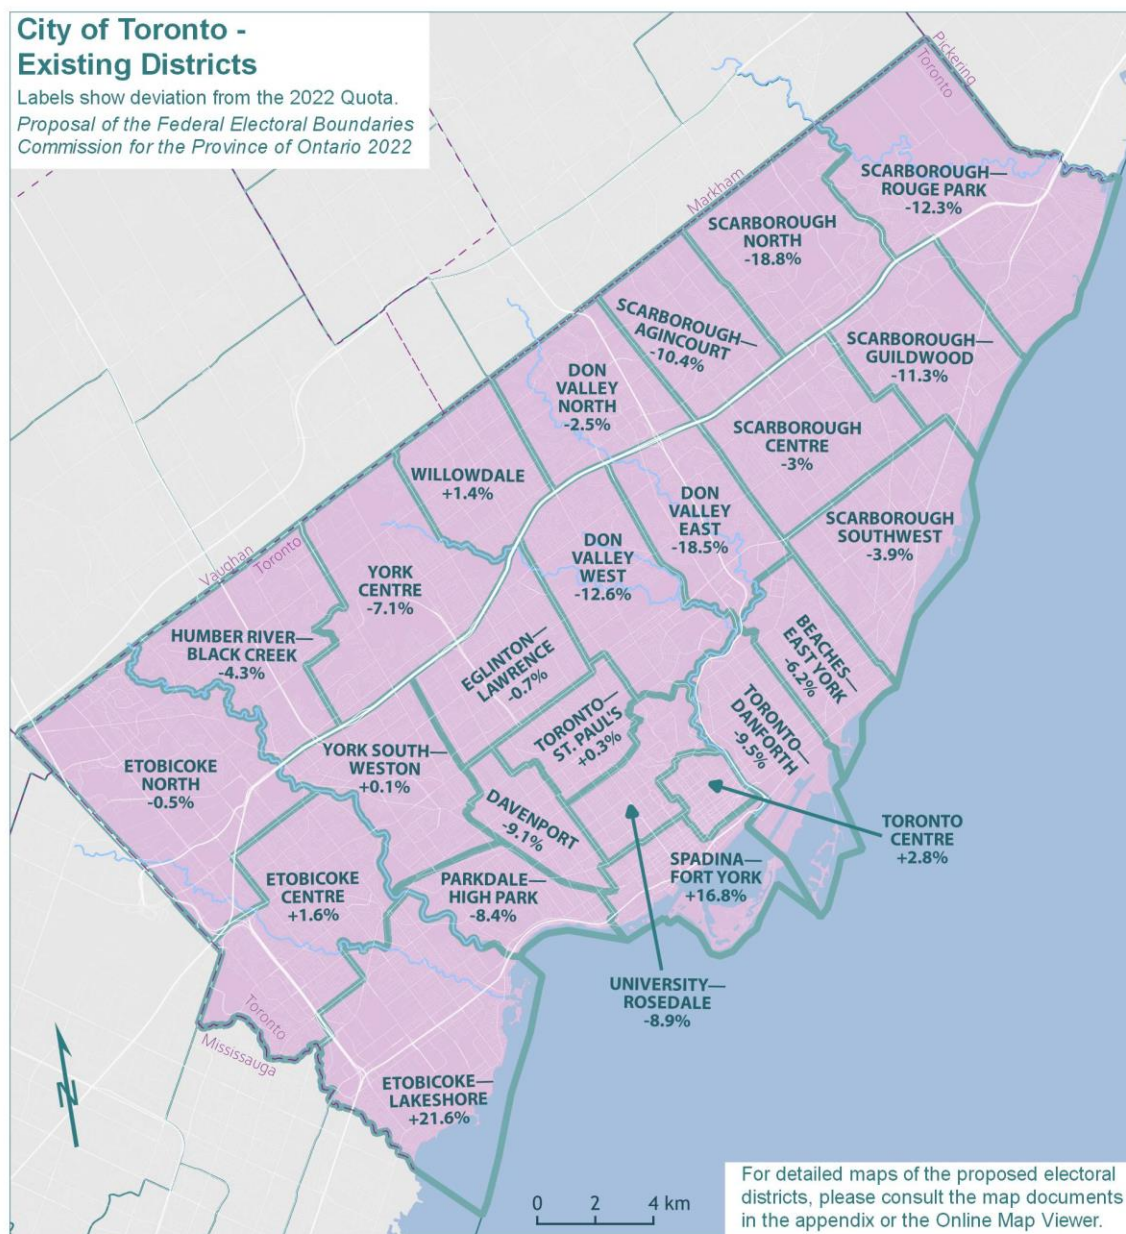 City of Toronto -
Existing Districts
Labels show deviation from the 2022 Quota.
Proposal of the Federal Electoral Boundaries
Commission for the Province of Ontario 2022
Pickering
Toronto
Markham
SCARBOROUGH—
ROUGE PARK
-12.3%
SCARBOROUGH
NORTH
-18.8%
SCARBOROUGH—
AGINCOURT
-10.4%
SCARBOROUGH—
GUILDWOOD
-11.3%
DON
VALLEY
NORTH
-2.5%
SCARBOROUGH
CENTRE
-3%
WILLOWDALE
+1.4%
DON
VALLEY
EAST
-18.5%
SCARBOROUGH
SOUTHWEST
-3.9%
Vaughan
Toronto
DON
VALLEY
WEST
-12.6%
YORK
CENTRE
-7.1%
HUMBER RIVER—
BLACK CREEK
-4.3%
EGLINTON—
LAWRENCE
-0.7%
BEACHES—
EAST YORK
-6.2%
TORONTO—
ST. PAUL'S
+0.3%
TORONTO—
DANFORTH
-9.5%
ETOBICOKE
NORTH
-0.5%
YORK SOUTH—
WESTON
+0.1%
DAVENPORT
-9.1%
TORONTO
CENTRE
+2.8%
ETOBICOKE
CENTRE
+1.6%
PARKDALE—
HIGH PARK
-8.4%
SPADINA—
FORT YORK
+16.8%
UNIVERSITY—
ROSEDALE
-8.9%
Toronto
Mississauga
ETOBICOKE—
LAKESHORE
+21.6%
N
0 2 4 km
For detailed maps of the proposed electoral
districts, please consult the map documents
in the appendix or the Online Map Viewer.